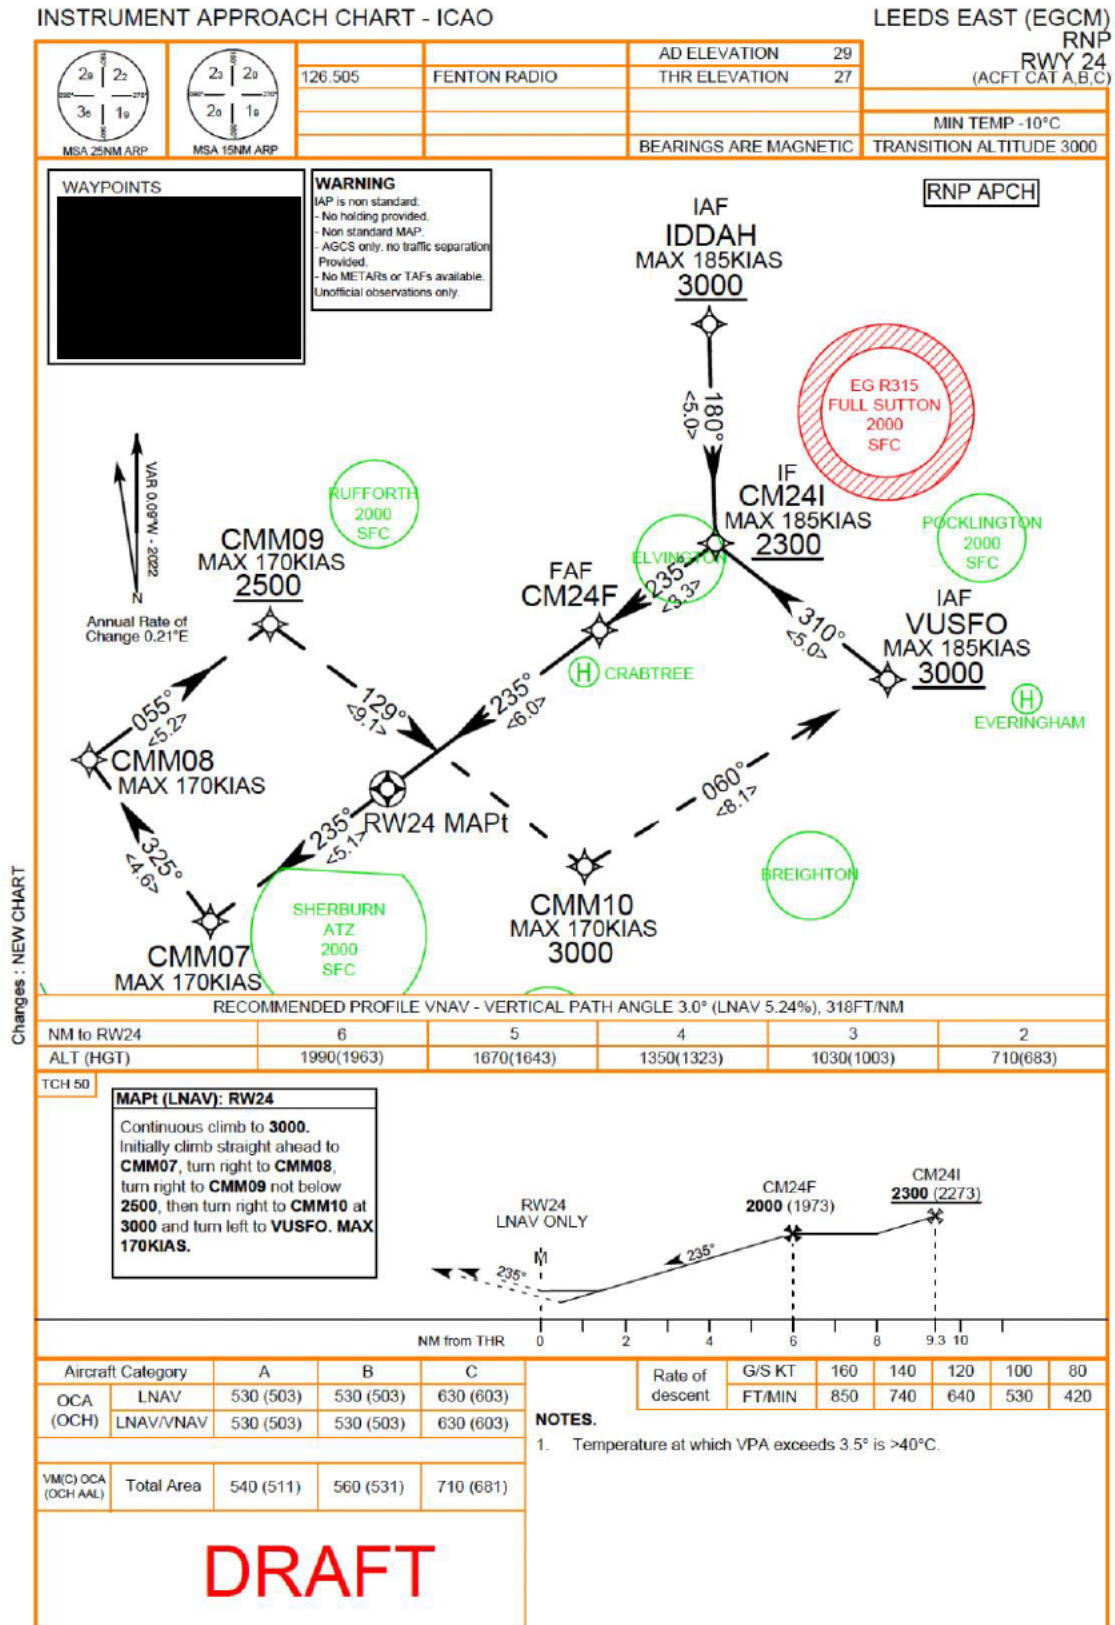 INSTRUMENT APPROACH CHART - ICAO
LEEDS EAST (EGCM)
RNP
RWY 24
(ACFT CAT A,B,C)
29 22
36 19
MSA 25NM ARP
23 20
20 19
MSA 15NM ARP
126.505 FENTON RADIO
AD ELEVATION 29
THR ELEVATION 27
BEARINGS ARE MAGNETIC
MIN TEMP -10°C
TRANSITION ALTITUDE 3000
WAYPOINTS
WARNING
IAP is non standard:
- No holding provided.
- Non standard MAP.
- AGCS only. no traffic separation
Provided.
- No METARs or TAFs available.
Unofficial observations only.
RNP APCH
IAF
IDDAH
MAX 185KIAS
3000
180°
<5.0>
EG R315
FULL SUTTON
2000
SFC
IF
CM24I
MAX 185KIAS
2300
POCKLINGTON
2000
SFC
RUFFORTH
2000
SFC
ELVINGTON
VAR 0.09°W - 2022
N
Annual Rate of
Change 0.21°E
CMM09
MAX 170KIAS
2500
FAF
CM24F
235°
<3.3>
310°
<5.0>
IAF
VUSFO
MAX 185KIAS
3000
CRABTREE
H
H
EVERINGHAM
055°
<5.2>
129°
<9.1>
235°
<6.0>
CMM08
MAX 170KIAS
060°
<8.1>
RW24 MAPt
235°
<5.1>
325°
<4.6>
BREIGHTON
SHERBURN
ATZ
2000
SFC
CMM10
MAX 170KIAS
3000
CMM07
MAX 170KIAS
Changes : NEW CHART
RECOMMENDED PROFILE VNAV - VERTICAL PATH ANGLE 3.0° (LNAV 5.24%), 318FT/NM
NM to RW24 6 5 4 3 2
ALT (HGT) 1990(1963) 1670(1643) 1350(1323) 1030(1003) 710(683)
TCH 50
MAPt (LNAV): RW24
Continuous climb to 3000.
Initially climb straight ahead to
CMM07, turn right to CMM08,
turn right to CMM09 not below
2500, then turn right to CMM10 at
3000 and turn left to VUSFO. MAX
170KIAS.
RW24
LNAV ONLY
M
CM24F
2000 (1973)
CM24I
2300 (2273)
235°
235°
NM from THR 0 2 4 6 8 9.3 10
Aircraft Category A B C
OCA
(OCH)
LNAV 530 (503) 530 (503) 630 (603)
LNAV/VNAV 530 (503) 530 (503) 630 (603)
VM(C) OCA
(OCH AAL)
Total Area 540 (511) 560 (531) 710 (681)
Rate of
descent
G/S KT 160 140 120 100 80
FT/MIN 850 740 640 530 420
NOTES.
1. Temperature at which VPA exceeds 3.5° is >40°C.
DRAFT